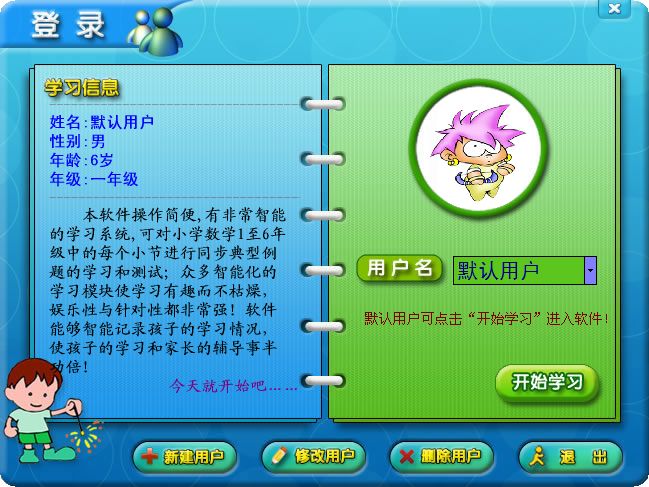 登 录
学习信息
姓名:默认用户
性别:男
年龄:6岁
年级:一年级
本软件操作简便,有非常智能
的学习系统,可对小学数学1至6年
级中的每个小节进行同步典型例
题的学习和测试；众多智能化的
学习模块使学习有趣而不枯燥,
娱乐性与针对性都非常强！软件
能够智能记录孩子的学习情况,
使孩子的学习和家长的辅导事半
功倍！
今天就开始吧……
用户名
默认用户
默认用户可点击“开始学习”进入软件！
开始学习
新建用户
修改用户
删除用户
退 出